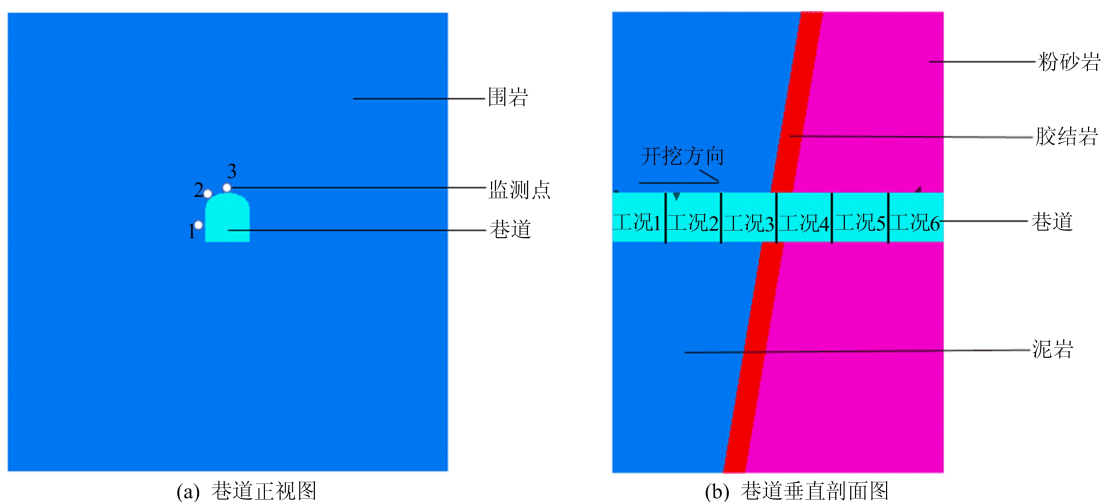 围岩
3
2
监测点
1
巷道
(a) 巷道正视图
粉砂岩
胶结岩
开挖方向
工况1
工况2
工况3
工况4
工况5
工况6
巷道
泥岩
(b) 巷道垂直剖面图